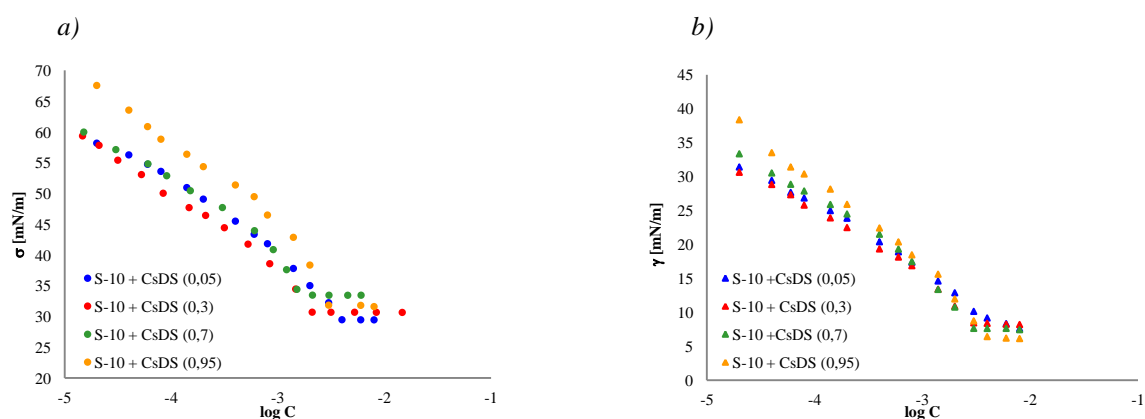 a)
70
65
60
55
50
45
40
35
30
25
20
σ [mN/m]
-5
-4
-3
-2
-1
log C
S-10 + CsDS (0,05)
S-10 + CsDS (0,3)
S-10 + CsDS (0,7)
S-10 + CsDS (0,95)
b)
45
40
35
30
25
20
15
10
5
0
γ [mN/m]
-5
-4
-3
-2
-1
log C
S-10 +CsDS (0,05)
S-10 + CsDS (0,3)
S-10 +CsDS (0,7)
S-10 + CsDS (0,95)